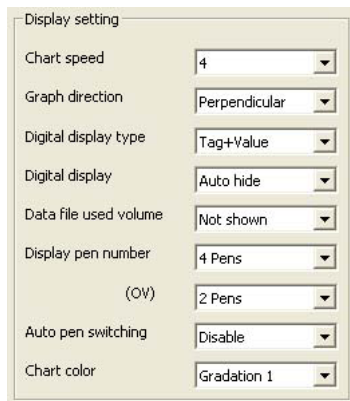 Display setting
Chart speed 4
Graph direction Perpendicular
Digital display type Tag+Value
Digital display Auto hide
Data file used volume Not shown
Display pen number 4 Pens
(OV) 2 Pens
Auto pen switching Disable
Chart color Gradation 1